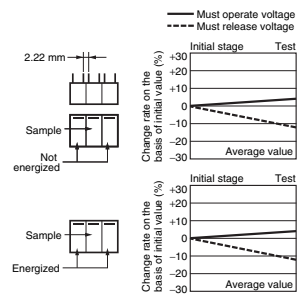 Must operate voltage
Must release voltage
2.22 mm
Sample
Not
energized
Initial stage Test
Change rate on the
basis of initial value (%)
+30
+20
+10
0
−10
−20
−30
Average value
Sample
Energized
Initial stage Test
Change rate on the
basis of initial value (%)
+30
+20
+10
0
−10
−20
−30
Average value